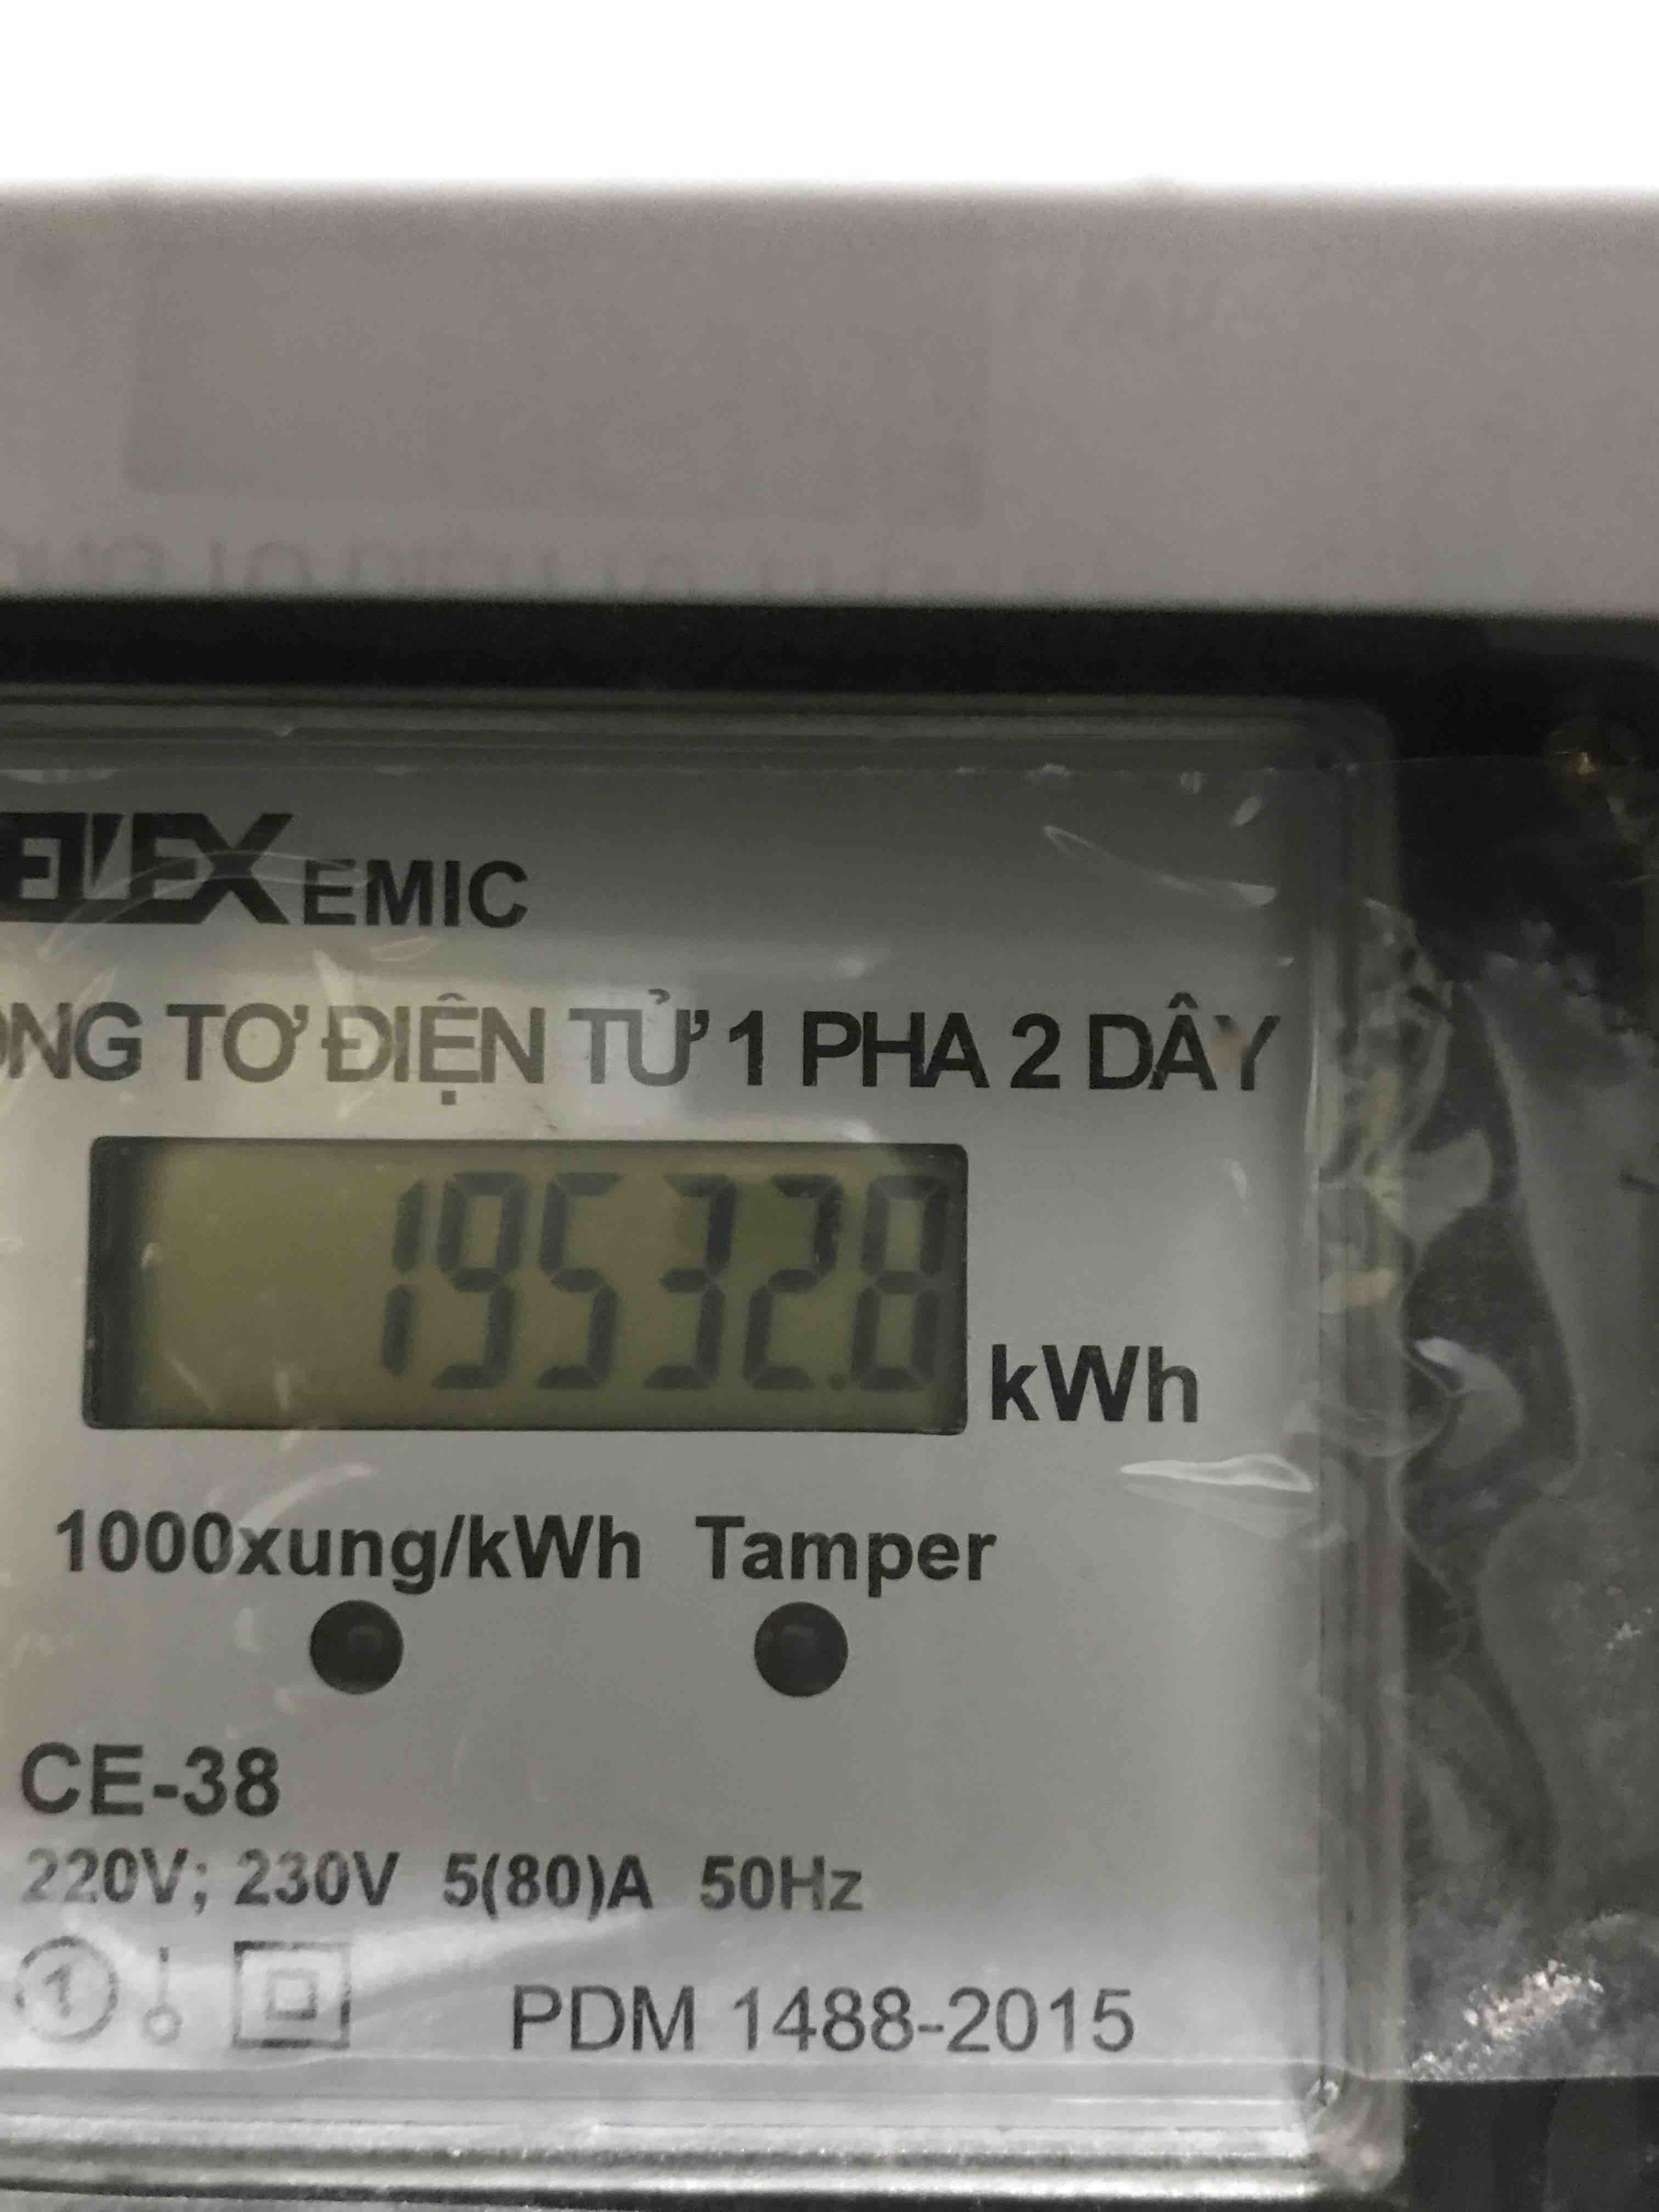 EMIC
NG TƠ ĐIỆN TỬ 1 PHA 2 DÂY
19532.8
kWh
1000xung/kWh Tamper
CE-38
220V; 230V 5(80)A 50Hz
1
PDM 1488-2015